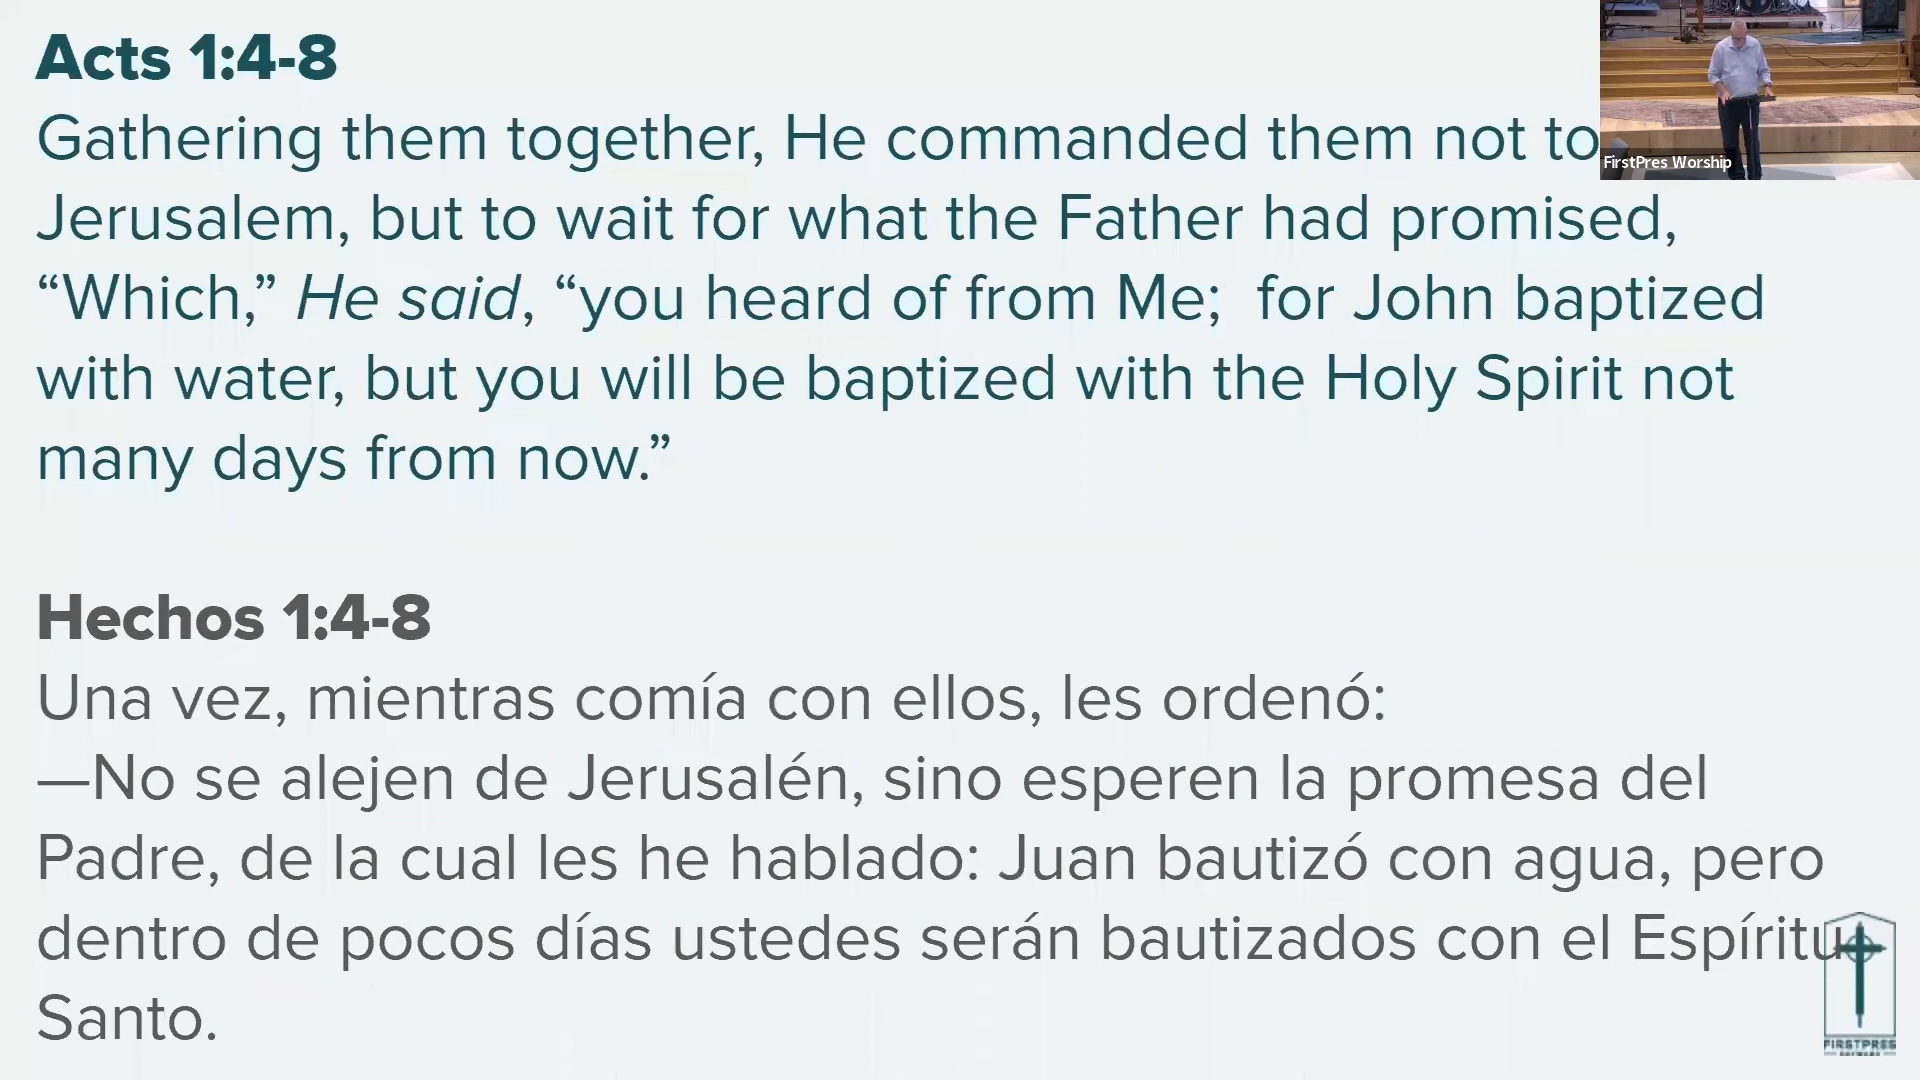 Acts 1:4-8
Gathering them together, He commanded them not to
Jerusalem, but to wait for what the Father had promised,
“Which,” He said, “you heard of from Me;  for John baptized
with water, but you will be baptized with the Holy Spirit not
many days from now.”
FirstPres Worship
Hechos 1:4-8
Una vez, mientras comía con ellos, les ordenó:
—No se alejen de Jerusalén, sino esperen la promesa del
Padre, de la cual les he hablado: Juan bautizó con agua, pero
dentro de pocos días ustedes serán bautizados con el Espíritu
Santo.
FIRSTPRES